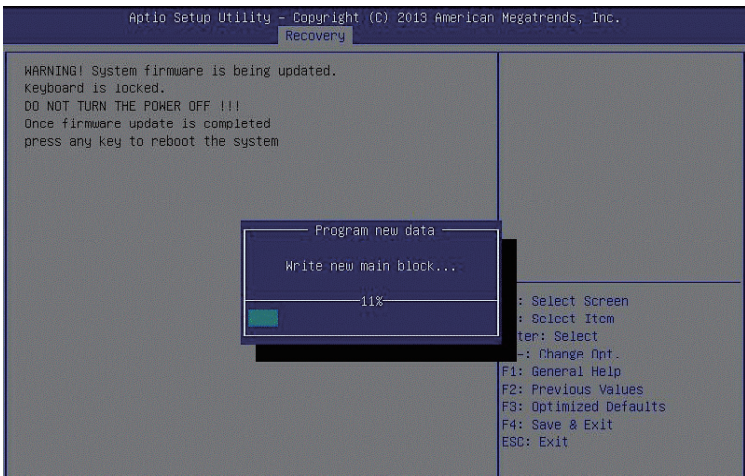 Aptio Setup Utility – Copyright (C) 2013 American Megatrends, Inc.
Recovery
WARNING! System firmware is being updated.
Keyboard is locked.
DO NOT TURN THE POWER OFF !!!
Once firmware update is completed
press any key to reboot the system
Program new data
Write new main block...
11%
: Select Screen
: Select Item
ter: Select
-: Change Opt.
F1: General Help
F2: Previous Values
F3: Optimized Defaults
F4: Save & Exit
ESC: Exit